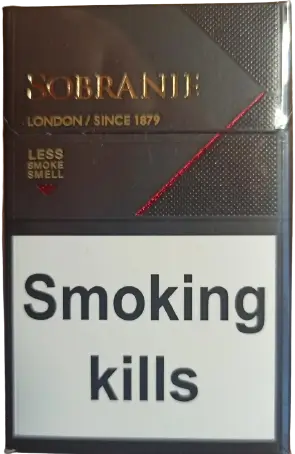 SOBRANIE
LONDON / SINCE 1879
LESS
SMOKE
SMELL
Smoking
kills